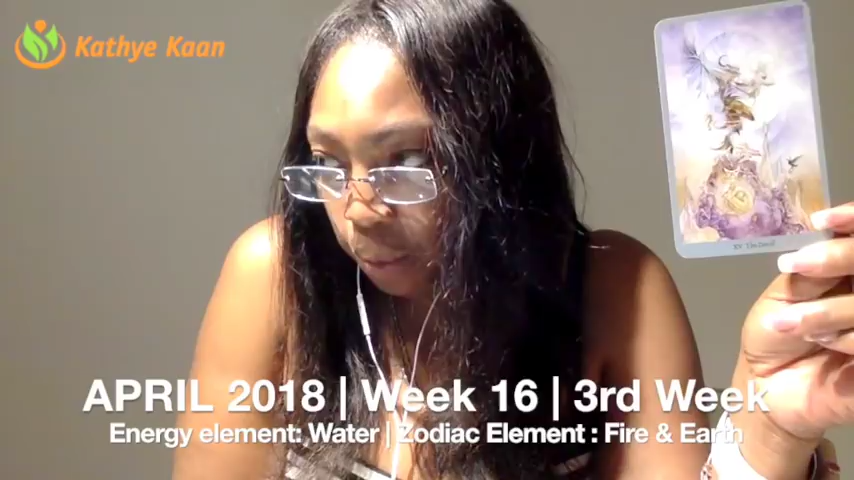 Kathye Kaan
XV The Devil
APRIL 2018 | Week 16 | 3rd Week
Energy element: Water | Zodiac Element : Fire & Earth